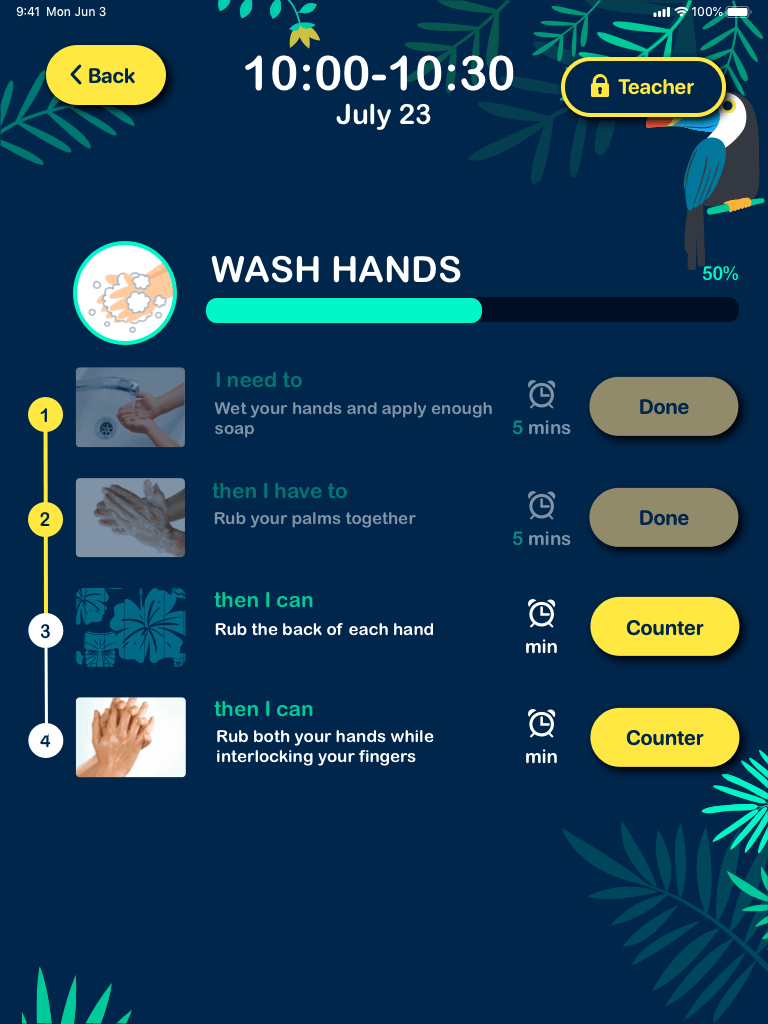 9:41 Mon Jun 3
100%
Back
10:00-10:30
July 23
Teacher
WASH HANDS
50%
1
I need to
Wet your hands and apply enough
soap
5 mins
Done
2
then I have to
Rub your palms together
5 mins
Done
3
then I can
Rub the back of each hand
min
Counter
4
then I can
Rub both your hands while
interlocking your fingers
min
Counter